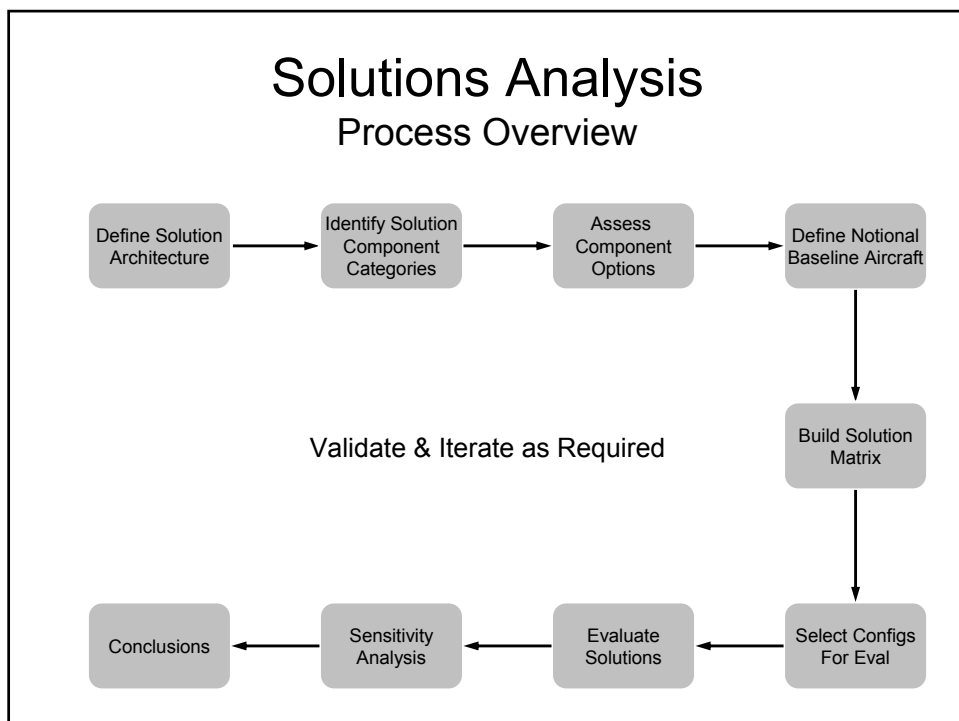 Solutions Analysis
Process Overview
Define Solution
Architecture
Identify Solution
Component
Categories
Assess
Component
Options
Define Notional
Baseline Aircraft
Build Solution
Matrix
Validate & Iterate as Required
Select Configs
For Eval
Evaluate
Solutions
Sensitivity
Analysis
Conclusions